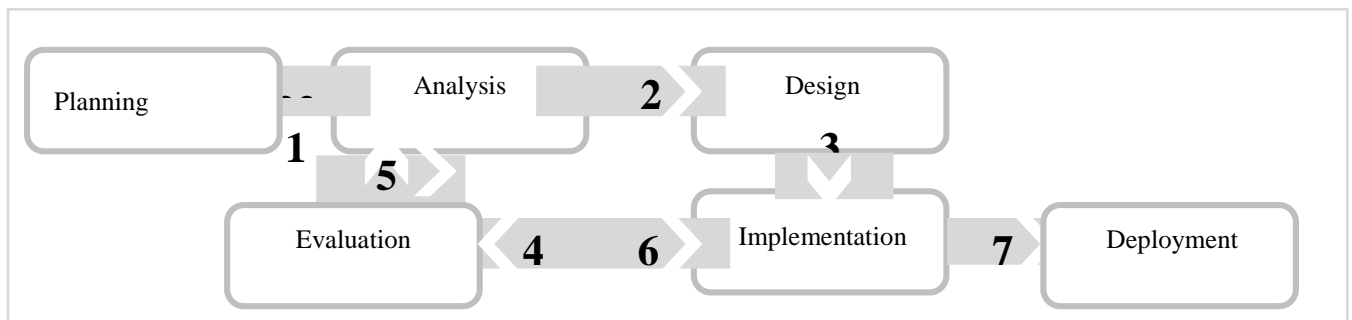 Planning
Analysis
2
Design
1
3
5
Evaluation
4
6
Implementation
7
Deployment